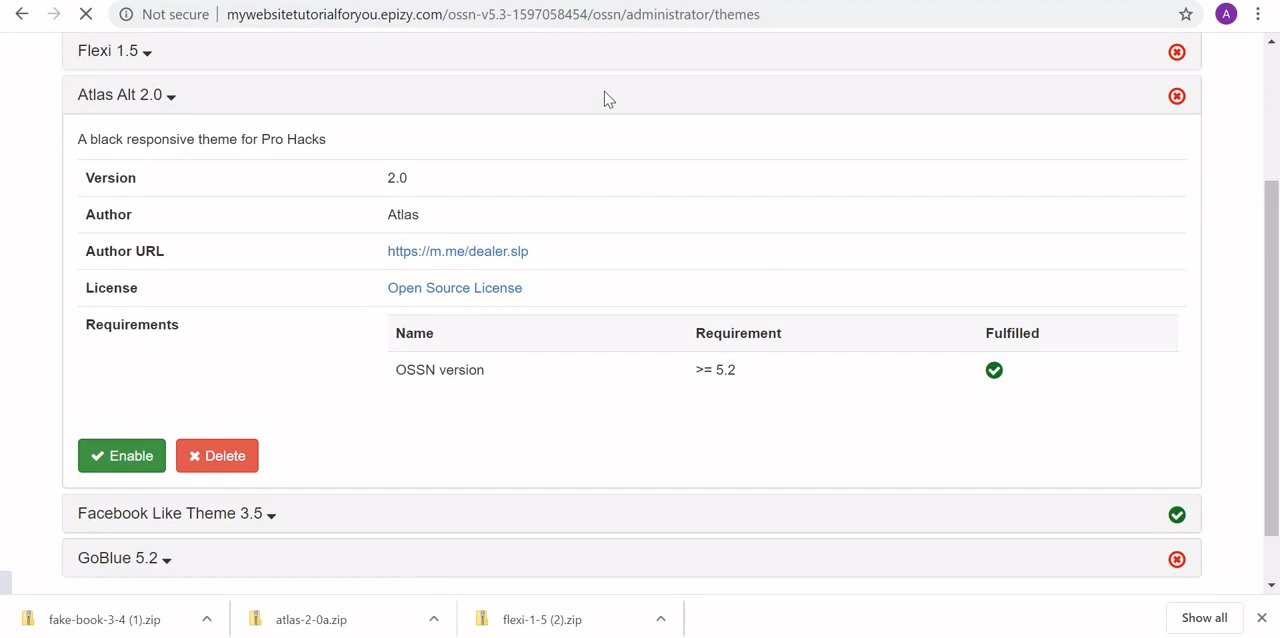 Not secure | mywebsitetutorialforyou.epizy.com/ossn-v5.3-1597058454/ossn/administrator/themes A
Flexi 1.5
Atlas Alt 2.0
A black responsive theme for Pro Hacks
Version 2.0
Author Atlas
Author URL https://m.me/dealer.slp
License Open Source License
Requirements Name Requirement Fulfilled
OSSN version >= 5.2
Enable Delete
Facebook Like Theme 3.5
GoBlue 5.2
fake-book-3-4 (1).zip atlas-2-0a.zip flexi-1-5 (2).zip Show all